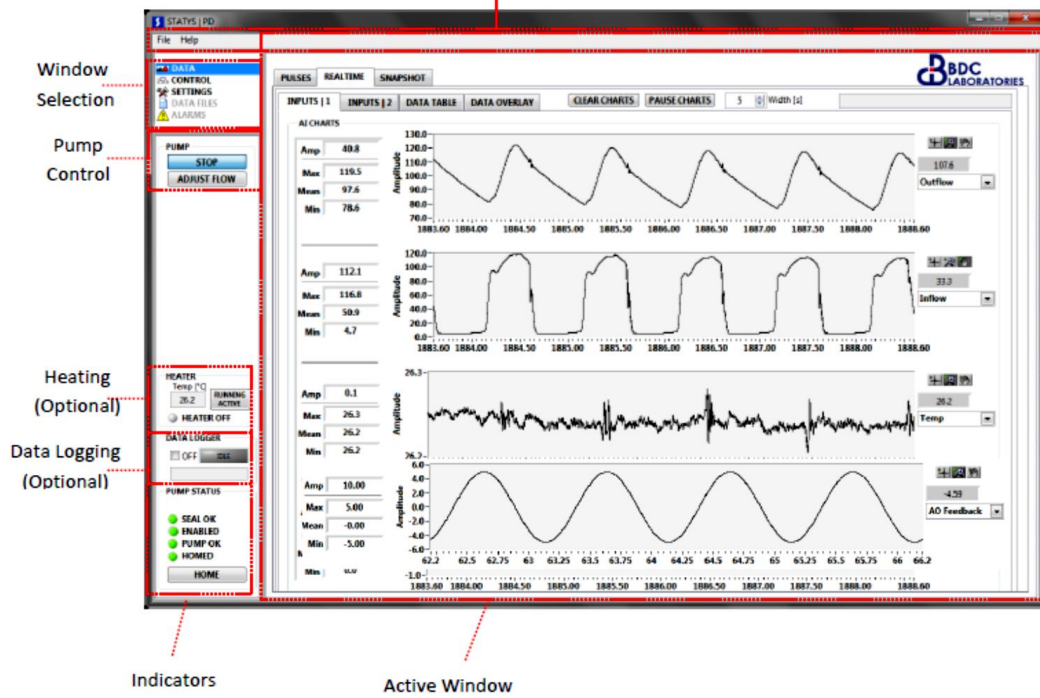 STATYS | PD
File Help
Window
Selection
DATA
CONTROL
SETTINGS
DATA FILES
ALARMS
BDC
LABORATORIES
PULSES REALTIME SNAPSHOT
INPUTS | 1 INPUTS | 2 DATA TABLE DATA OVERLAY CLEAR CHARTS PAUSE CHARTS 5 Width [s]
Pump
Control
PUMP
STOP
ADJUST FLOW
AI CHARTS
Amp 40.8
Max 119.5
Mean 97.6
Min 78.6
Amplitude
130.0
120.0
110.0
100.0
90.0
80.0
70.0
1883.60 1884.00 1884.50 1885.00 1885.50 1886.00 1886.50 1887.00 1887.50 1888.00 1888.60
107.6
Outflow
Amp 112.1
Max 116.8
Mean 50.9
Min 4.7
Amplitude
120.0
100.0
80.0
60.0
40.0
20.0
0.0
1883.60 1884.00 1884.50 1885.00 1885.50 1886.00 1886.50 1887.00 1887.50 1888.00 1888.60
33.3
Inflow
Heating
(Optional)
HEATER
Temp [°C]
26.2 RUNNING
ACTIVE
HEATER OFF
Amp 0.1
Max 26.3
Mean 26.2
Min 26.2
Amplitude
26.3
26.2
26.2
Temp
Data Logging
(Optional)
DATA LOGGER
OFF IDLE
PUMP STATUS
SEAL OK
ENABLED
PUMP OK
HOMED
HOME
Amp 10.00
Max 5.00
Mean -0.00
Min -5.00
Min 0.0
Amplitude
6.0
4.0
2.0
0.0
-2.0
-4.0
-6.0
62.2 62.5 62.75 63 63.25 63.5 63.75 64 64.25 64.5 64.75 65 65.25 65.5 65.75 66 66.2
-1.0
1883.60 1884.00 1884.50 1885.00 1885.50 1886.00 1886.50 1887.00 1887.50 1888.00 1888.60
-4.59
AO Feedback
Indicators
Active Window